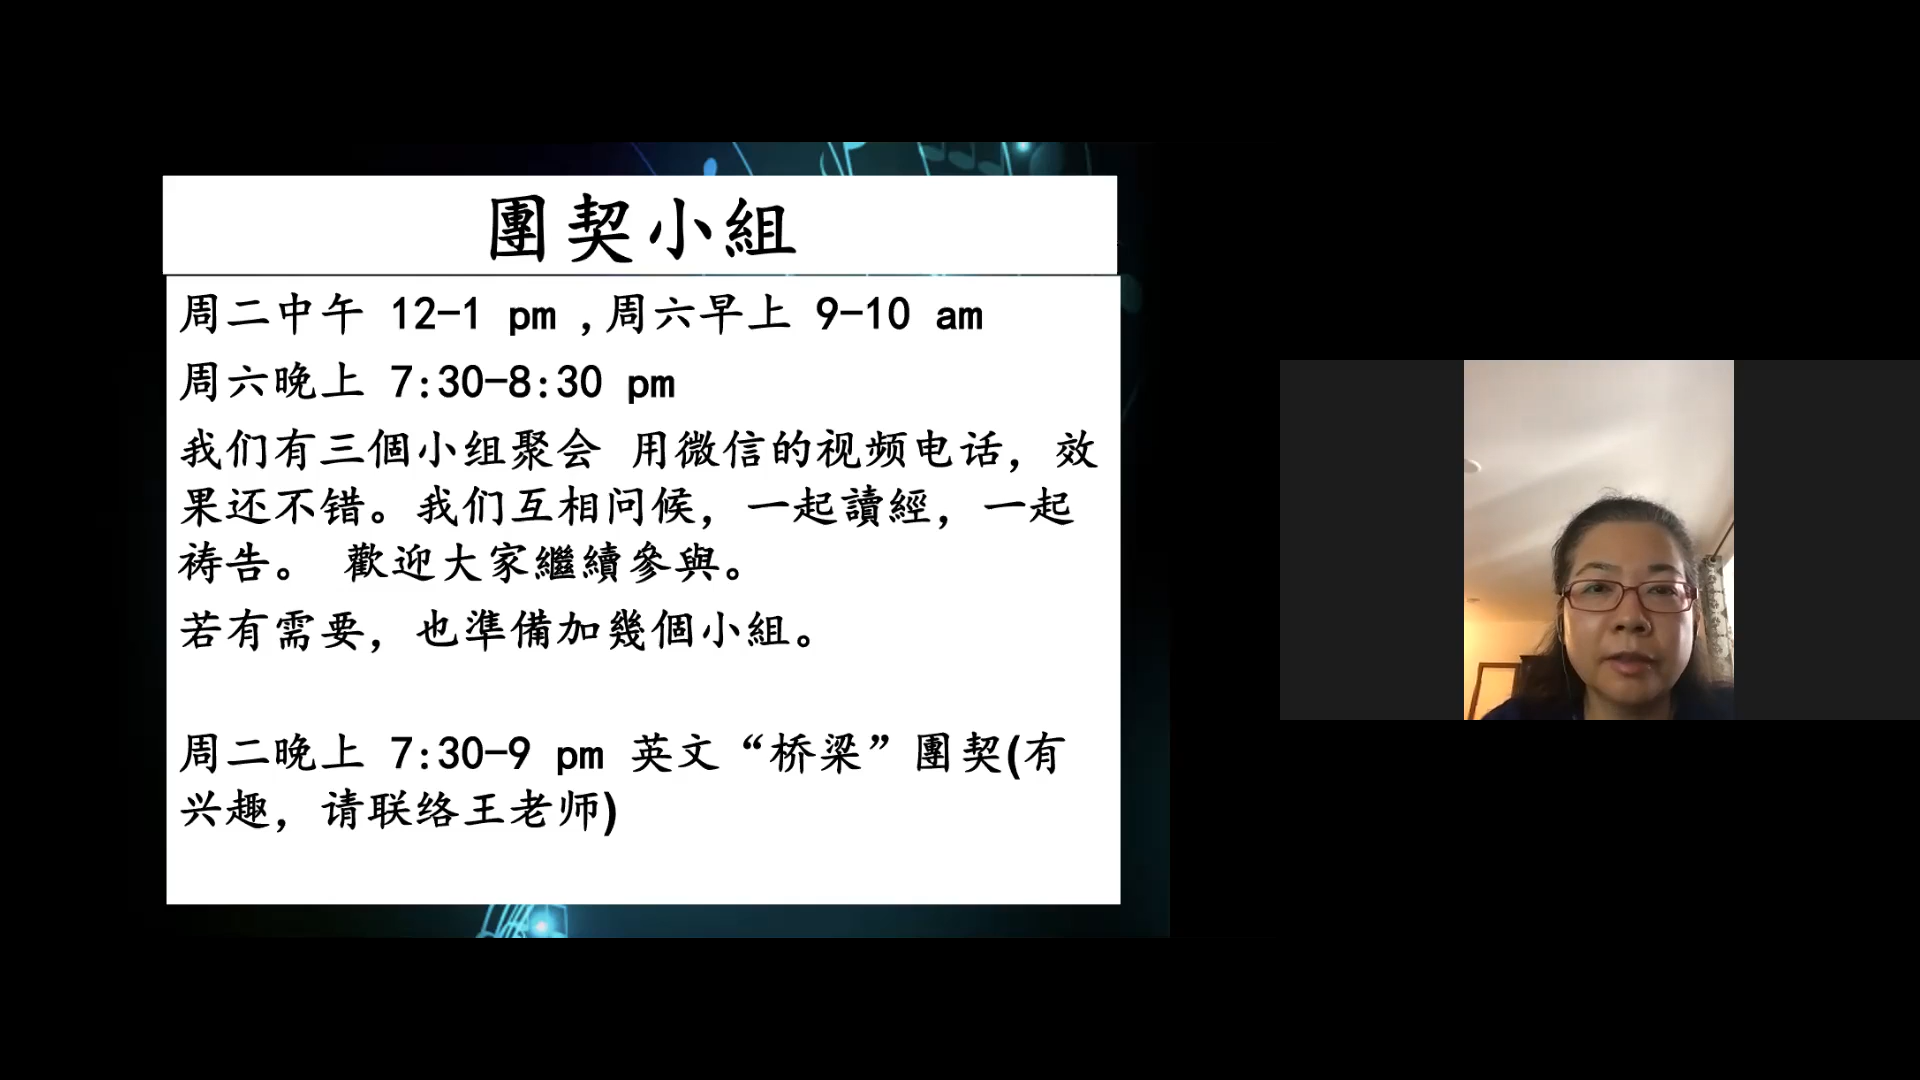 團契小組
周二中午 12-1 pm ,周六早上 9-10 am
周六晚上 7:30-8:30 pm
我们有三個小组聚会 用微信的视频电话，效
果还不错。我们互相问候，一起讀經，一起
祷告。 歡迎大家繼續參與。
若有需要，也準備加幾個小組。
周二晚上 7:30-9 pm 英文“桥梁”團契(有
兴趣，请联络王老师)